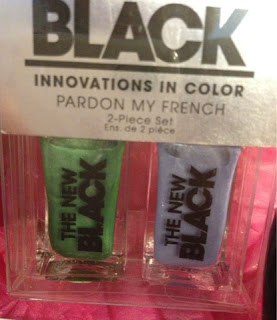 BLACK
INNOVATIONS IN COLOR
PARDON MY FRENCH
2-Piece Set
Ens. de 2 pièce
THE NEW
BLACK
THE NEW
BLACK